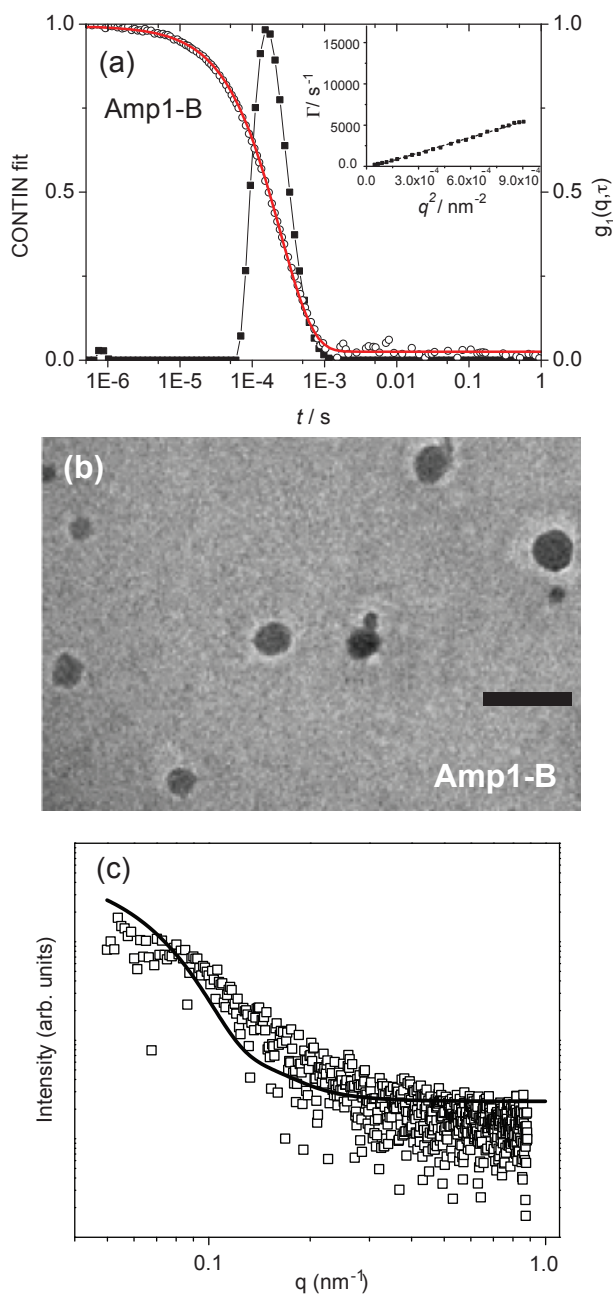 (a)
Amp1-B
CONTIN fit
1.0
0.5
0.0
1E-6 1E-5 1E-4 1E-3 0.01 0.1 1
t / s
1.0
0.5
0.0
g₁(q,τ)
Γ/ s⁻¹
15000
10000
5000
0.0
3.0x10⁻⁴ 6.0x10⁻⁴ 9.0x10⁻⁴
q² / nm⁻²
(b)
Amp1-B
(c)
Intensity (arb. units)
0.1 1.0
q (nm⁻¹)